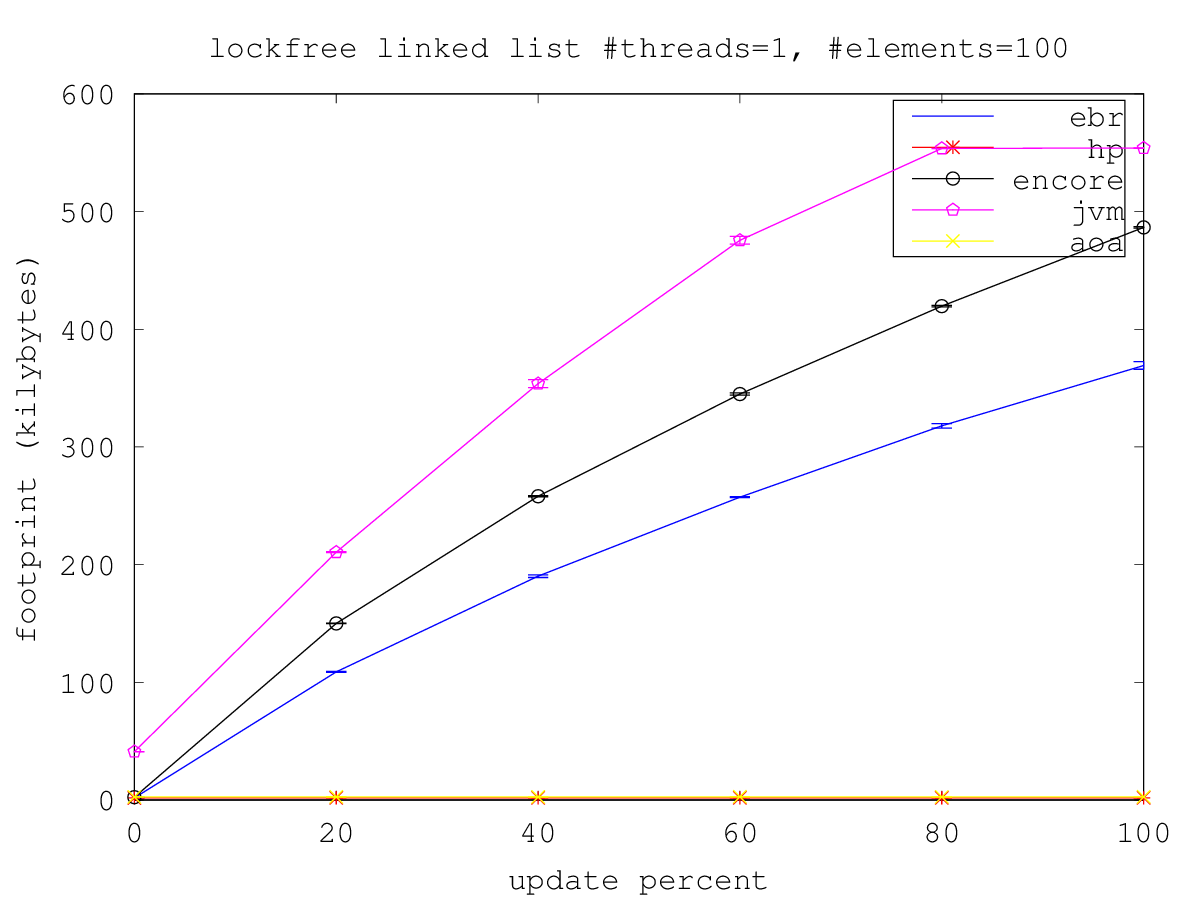 lockfree linked list #threads=1, #elements=100
600
500
400
300
200
100
0
footprint (kilybytes)
ebr
hp
encore
jvm
aoa
0 20 40 60 80 100
update percent